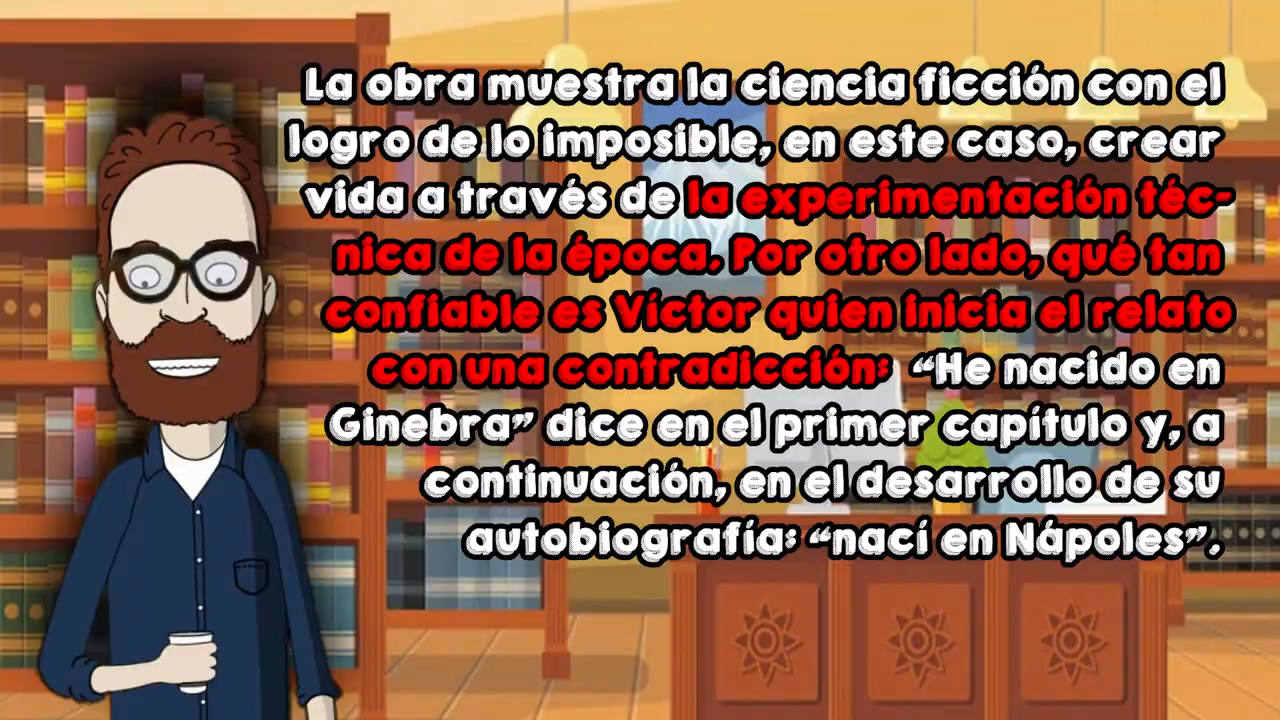 La obra muestra la ciencia ficción con el
logro de lo imposible, en este caso, crear
vida a través de la experimentación téc-
nica de la época. Por otro lado, qué tan
confiable es Víctor quien inicia el relato
con una contradicción: “He nacido en
Ginebra” dice en el primer capítulo y, a
continuación, en el desarrollo de su
autobiografía: “nací en Nápoles”.